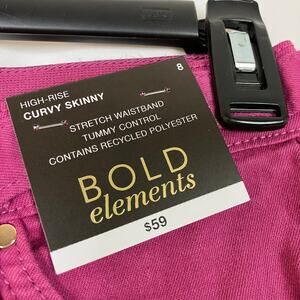 HIGH-RISE
CURVY SKINNY
8
STRETCH WAISTBAND
TUMMY CONTROL
CONTAINS RECYCLED POLYESTER
BOLD
elements
$59